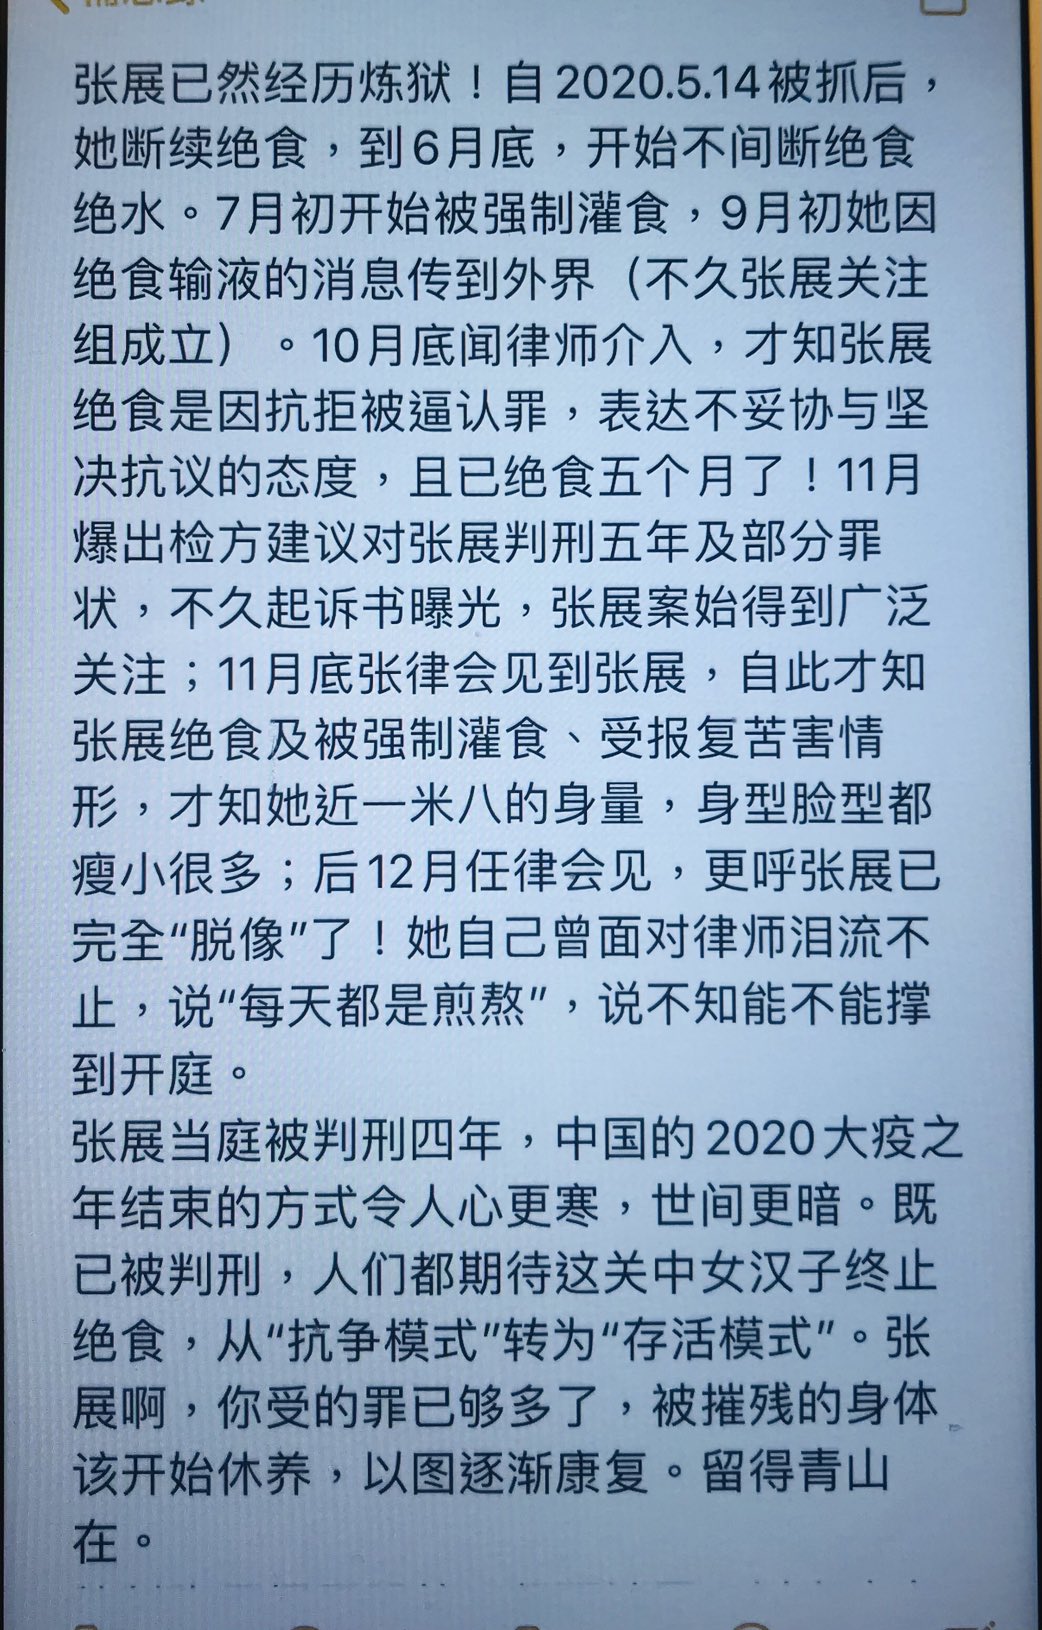 张展已然经历炼狱！自2020.5.14被抓后，
她断续绝食，到6月底，开始不间断绝食
绝水。7月初开始被强制灌食，9月初她因
绝食输液的消息传到外界（不久张展关注
组成立）。10月底闻律师介入，才知张展
绝食是因抗拒被逼认罪，表达不妥协与坚
决抗议的态度，且已绝食五个月了！11月
爆出检方建议对张展判刑五年及部分罪
状，不久起诉书曝光，张展案始得到广泛
关注；11月底张律会见到张展，自此才知
张展绝食及被强制灌食、受报复苦害情
形，才知她近一米八的身量，身型脸型都
瘦小很多；后12月任律会见，更呼张展已
完全“脱像”了！她自己曾面对律师泪流不
止，说“每天都是煎熬”，说不知能不能撑
到开庭。
张展当庭被判刑四年，中国的2020大疫之
年结束的方式令人心更寒，世间更暗。既
已被判刑，人们都期待这关中女汉子终止
绝食，从“抗争模式”转为“存活模式”。张
展啊，你受的罪已够多了，被摧残的身体
该开始休养，以图逐渐康复。留得青山
在。